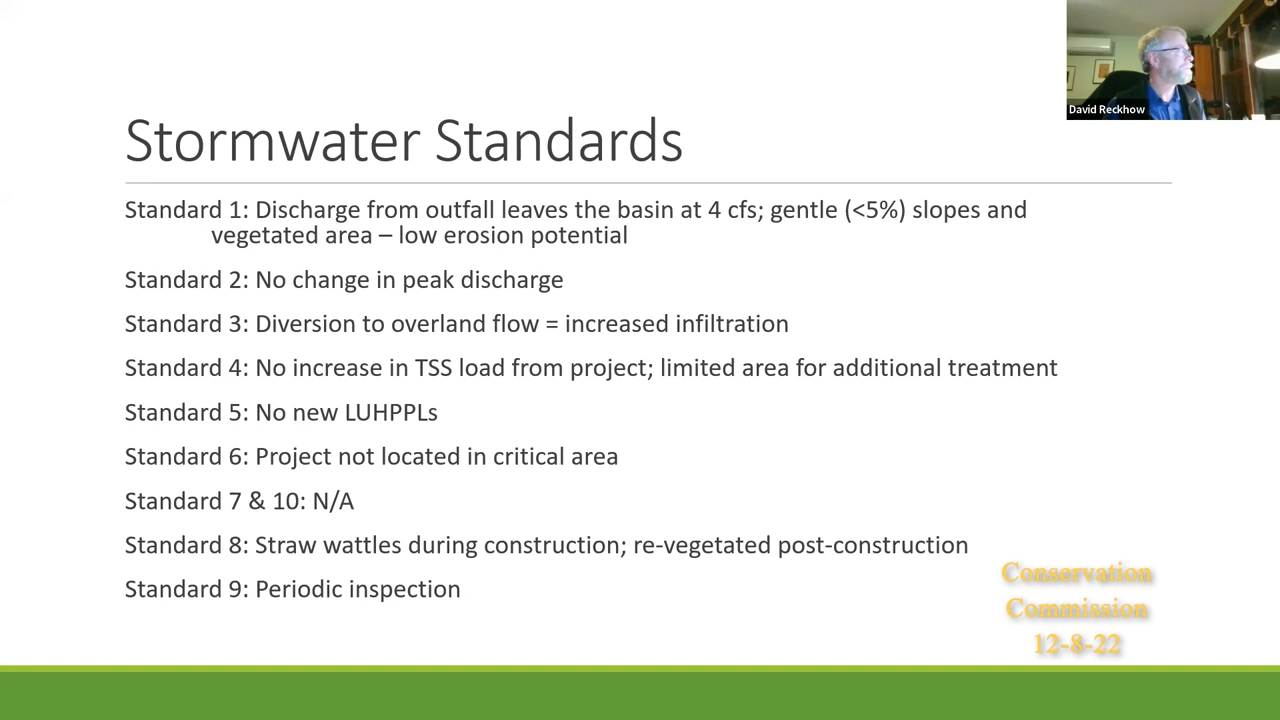 David Reckhow
Stormwater Standards
Standard 1: Discharge from outfall leaves the basin at 4 cfs; gentle (<5%) slopes and
vegetated area – low erosion potential
Standard 2: No change in peak discharge
Standard 3: Diversion to overland flow = increased infiltration
Standard 4: No increase in TSS load from project; limited area for additional treatment
Standard 5: No new LUHPPLs
Standard 6: Project not located in critical area
Standard 7 & 10: N/A
Standard 8: Straw wattles during construction; re-vegetated post-construction
Standard 9: Periodic inspection
Conservation
Commission
12-8-22